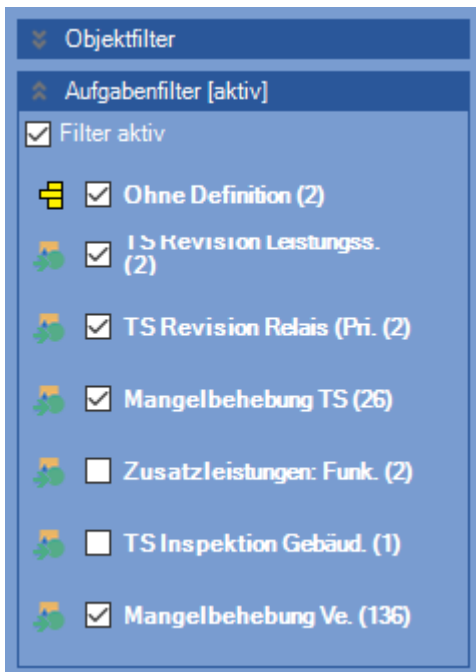 Objektfilter
Aufgabenfilter [aktiv]
Filter aktiv
Ohne Definition (2)
TS Revision Leistungss.
(2)
TS Revision Relais (Pri. (2)
Mangelbehebung TS (26)
Zusatzleistungen: Funk. (2)
TS Inspektion Gebäud. (1)
Mangelbehebung Ve. (136)